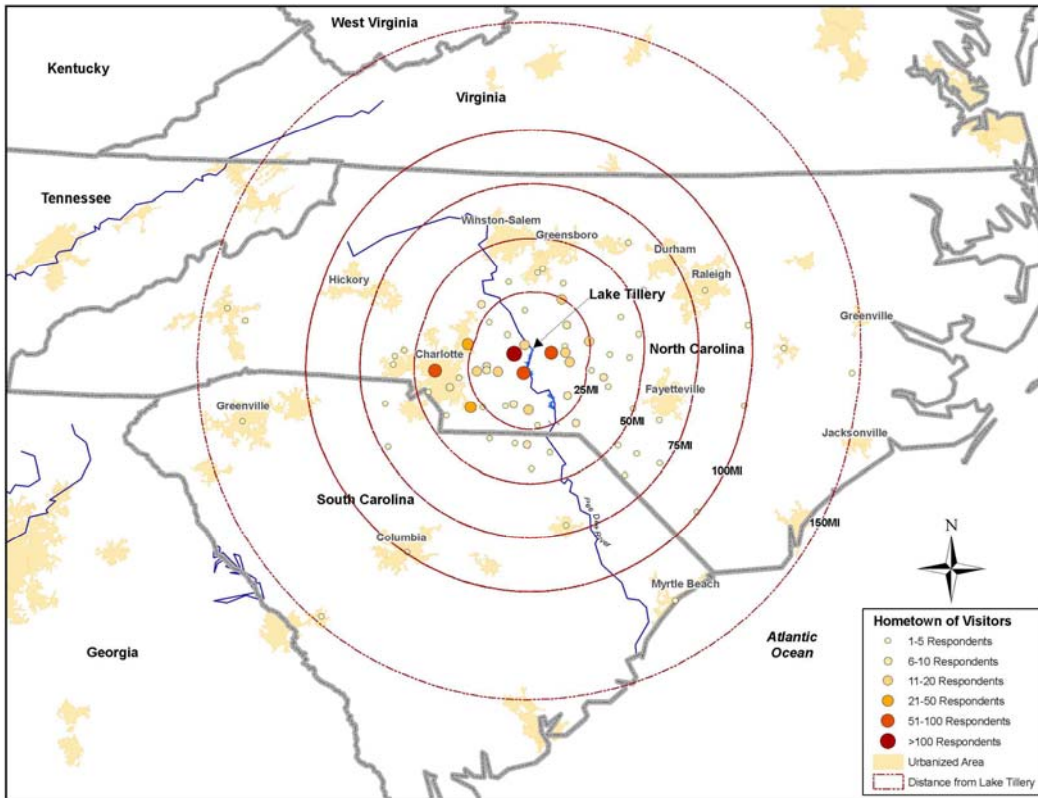 West Virginia
Kentucky
Virginia
Tennessee
Winston-Salem
Greensboro
Durham
Raleigh
Hickory
Lake Tillery
Greenville
Charlotte
North Carolina
25MI
Fayetteville
Greenville
50MI
Jacksonville
75MI
100MI
South Carolina
Pee Dee River
150MI
Columbia
N
Myrtle Beach
Georgia
Atlantic
Ocean
Hometown of Visitors
1-5 Respondents
6-10 Respondents
11-20 Respondents
21-50 Respondents
51-100 Respondents
>100 Respondents
Urbanized Area
Distance from Lake Tillery